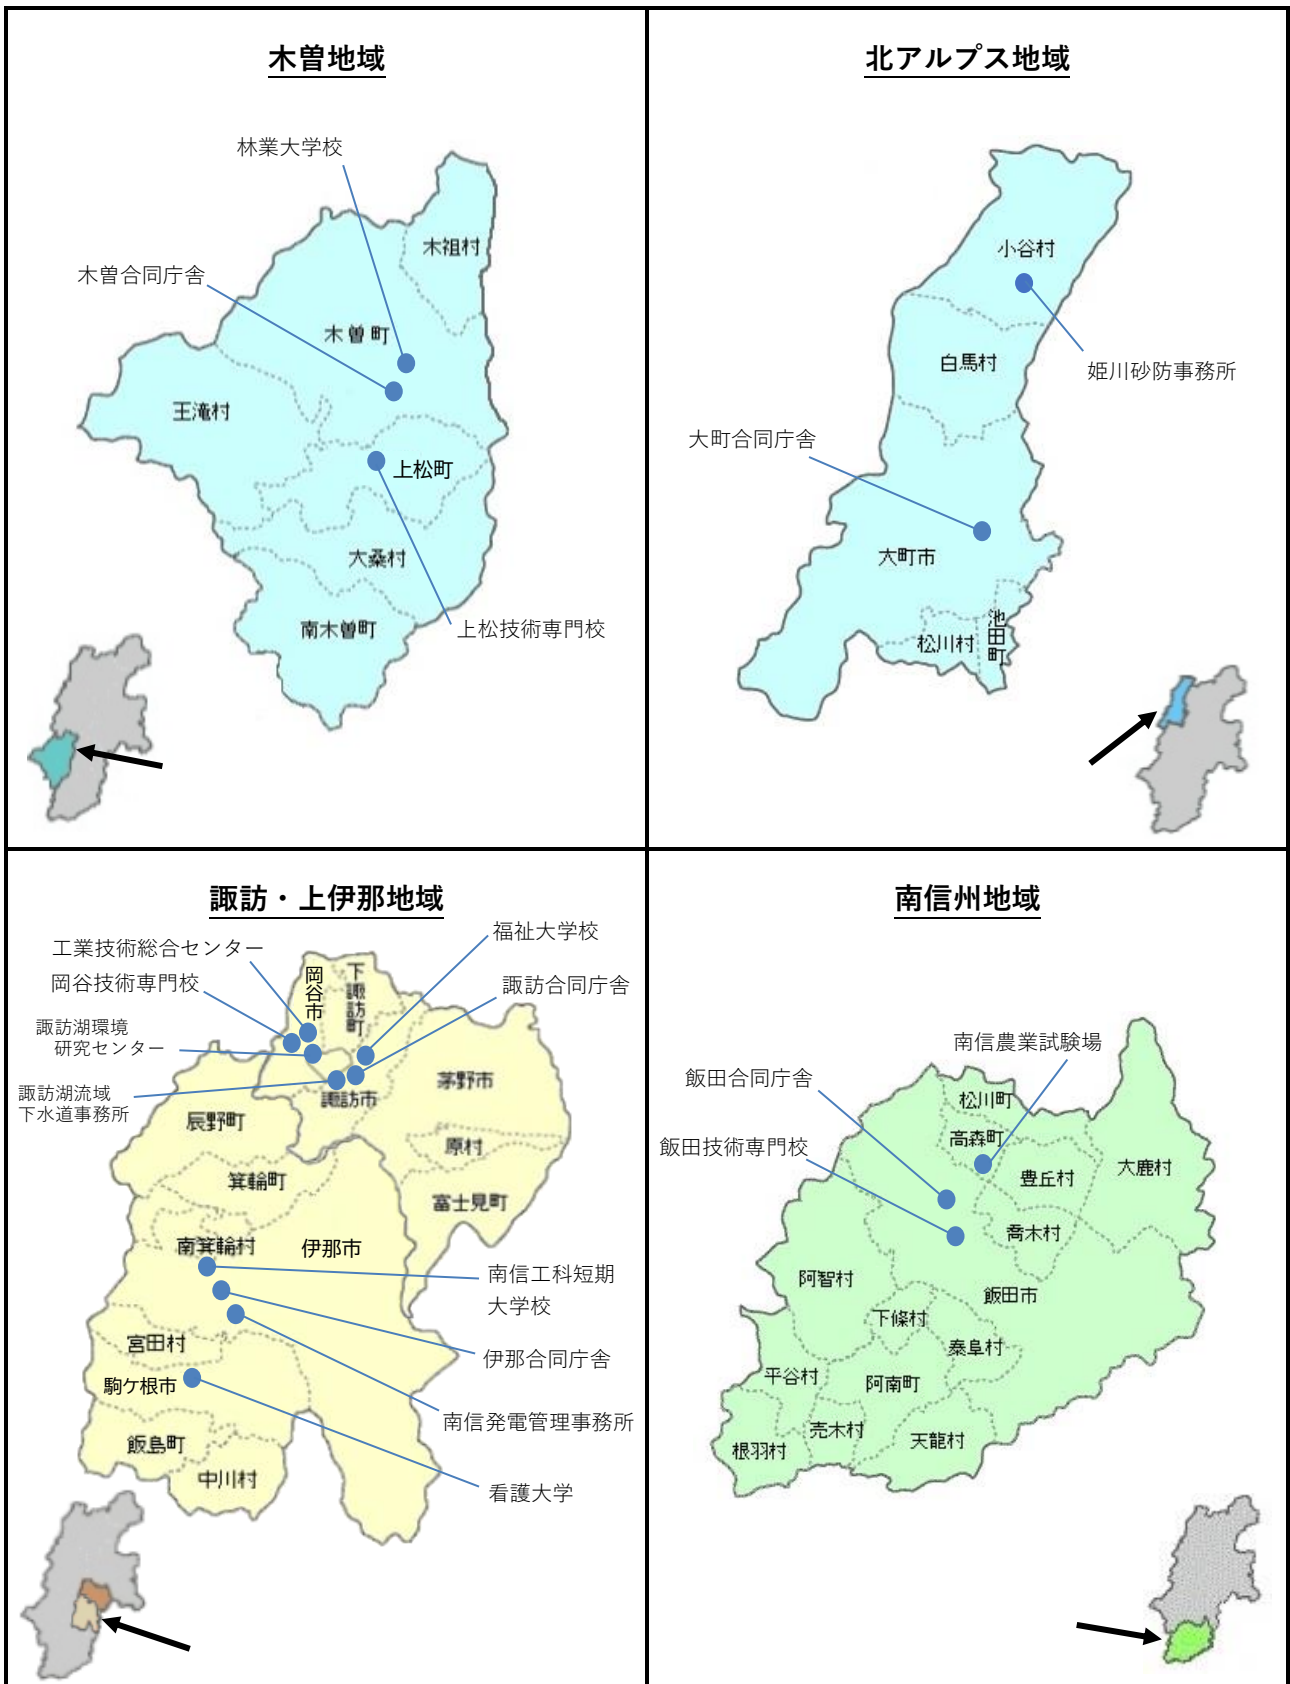 木曽地域
林業大学校
木祖村
木曽合同庁舎
木曽町
王滝村
上松町
大桑村
南木曽町
上松技術専門校
北アルプス地域
小谷村
白馬村
姫川砂防事務所
大町合同庁舎
大町市
池田町
松川村
諏訪・上伊那地域
福祉大学校
工業技術総合センター
岡谷市
下諏訪町
岡谷技術専門校
諏訪合同庁舎
諏訪湖環境
研究センター
茅野市
諏訪湖流域
下水道事務所
諏訪市
辰野町
原村
箕輪町
富士見町
南箕輪村
伊那市
南信工科短期
大学校
宮田村
伊那合同庁舎
駒ケ根市
南信発電管理事務所
飯島町
中川村
看護大学
南信州地域
南信農業試験場
飯田合同庁舎
松川町
高森町
飯田技術専門校
豊丘村
大鹿村
喬木村
阿智村
飯田市
下條村
泰阜村
平谷村
阿南町
売木村
天龍村
根羽村